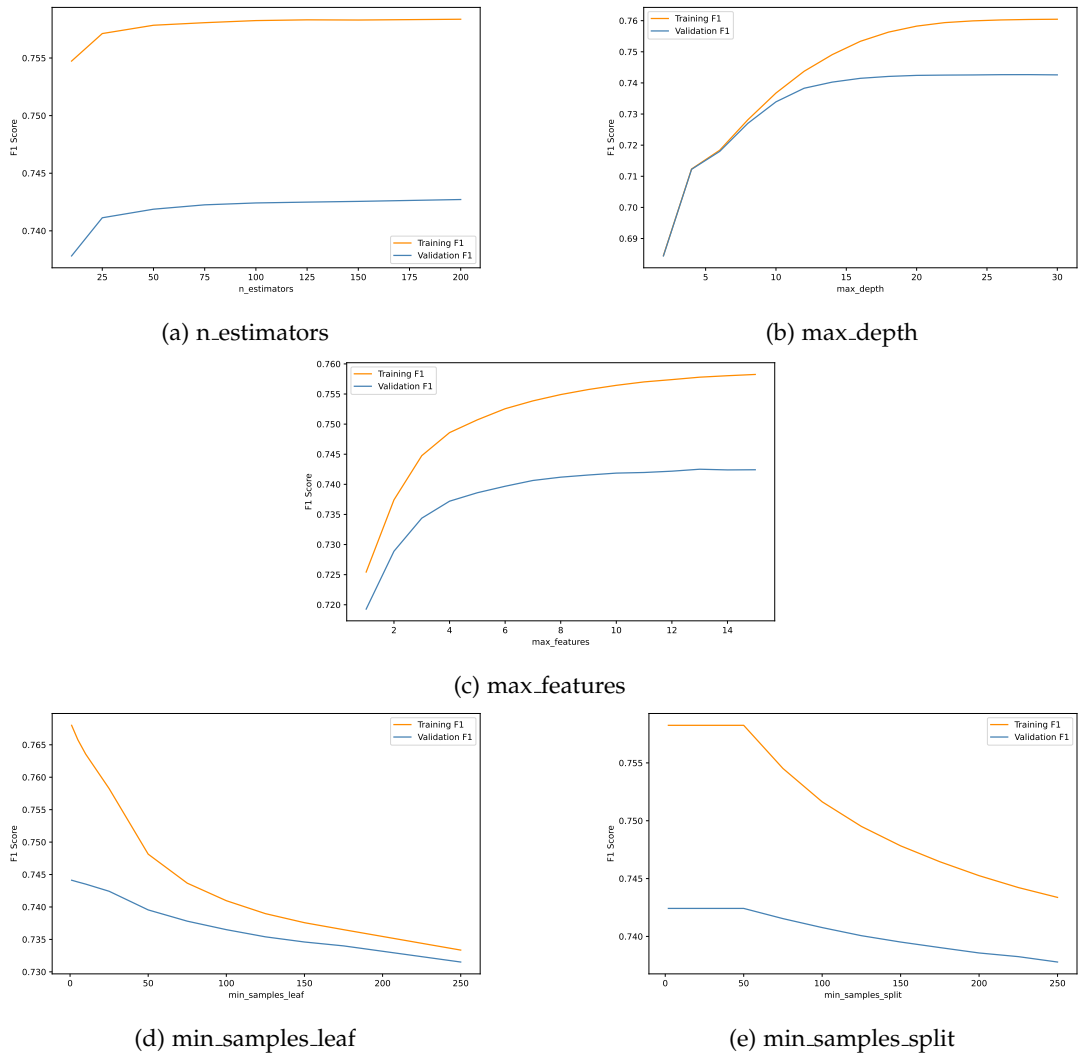 0.755
0.750
0.745
0.740
F1 Score
Training F1
Validation F1
25 50 75 100 125 150 175 200
n_estimators
(a) n_estimators
0.76
0.75
0.74
0.73
0.72
0.71
0.70
0.69
F1 Score
Training F1
Validation F1
5 10 15 20 25 30
max_depth
(b) max_depth
0.760
0.755
0.750
0.745
0.740
0.735
0.730
0.725
0.720
F1 Score
Training F1
Validation F1
2 4 6 8 10 12 14
max_features
(c) max_features
0.765
0.760
0.755
0.750
0.745
0.740
0.735
0.730
F1 Score
Training F1
Validation F1
0 50 100 150 200 250
min_samples_leaf
(d) min_samples_leaf
0.755
0.750
0.745
0.740
F1 Score
Training F1
Validation F1
0 50 100 150 200 250
min_samples_split
(e) min_samples_split